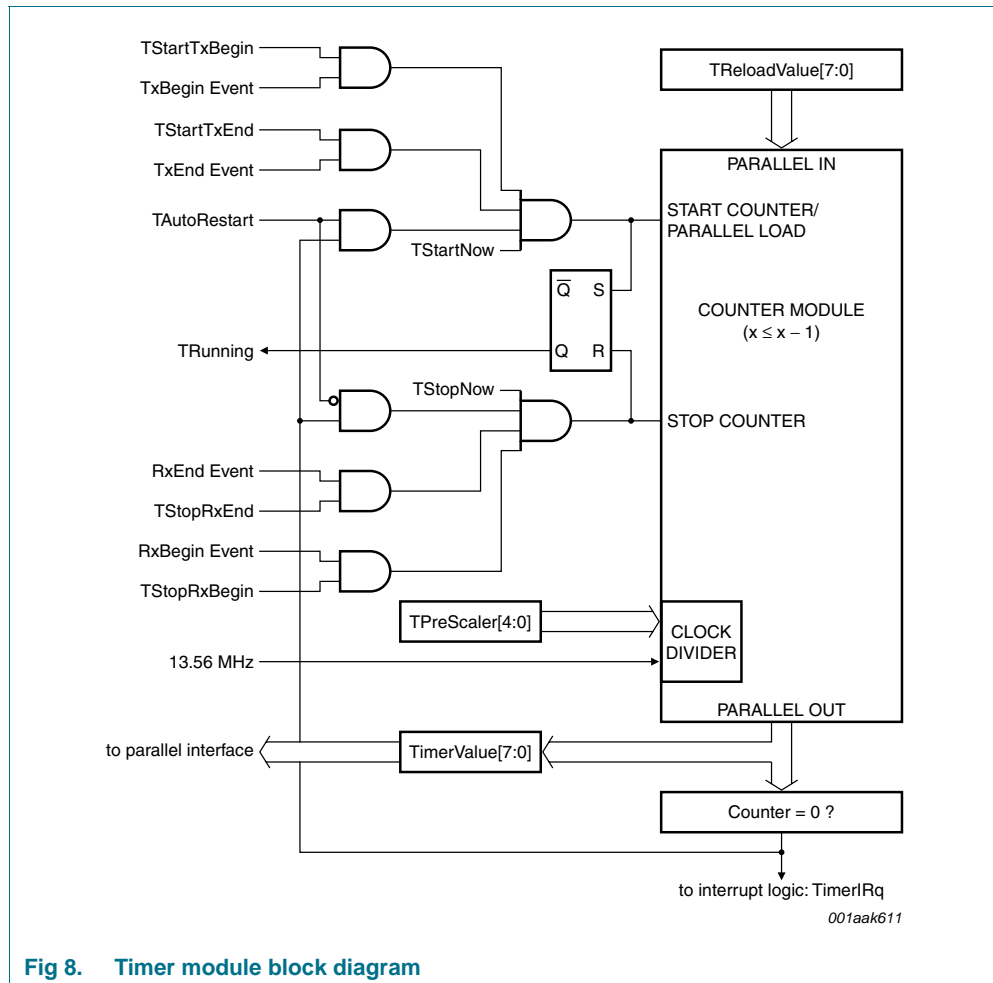 TStartTxBegin
TxBegin Event
TStartTxEnd
TxEnd Event
TAutoRestart
TStartNow
TReloadValue[7:0]
PARALLEL IN
START COUNTER/
PARALLEL LOAD
Q S
Q R
TRunning
COUNTER MODULE
(x ≤ x − 1)
TStopNow
STOP COUNTER
RxEnd Event
TStopRxEnd
RxBegin Event
TStopRxBegin
TPreScaler[4:0]
CLOCK
DIVIDER
13.56 MHz
PARALLEL OUT
to parallel interface
TimerValue[7:0]
Counter = 0 ?
to interrupt logic: TimerIRq
001aak611
Fig 8. Timer module block diagram